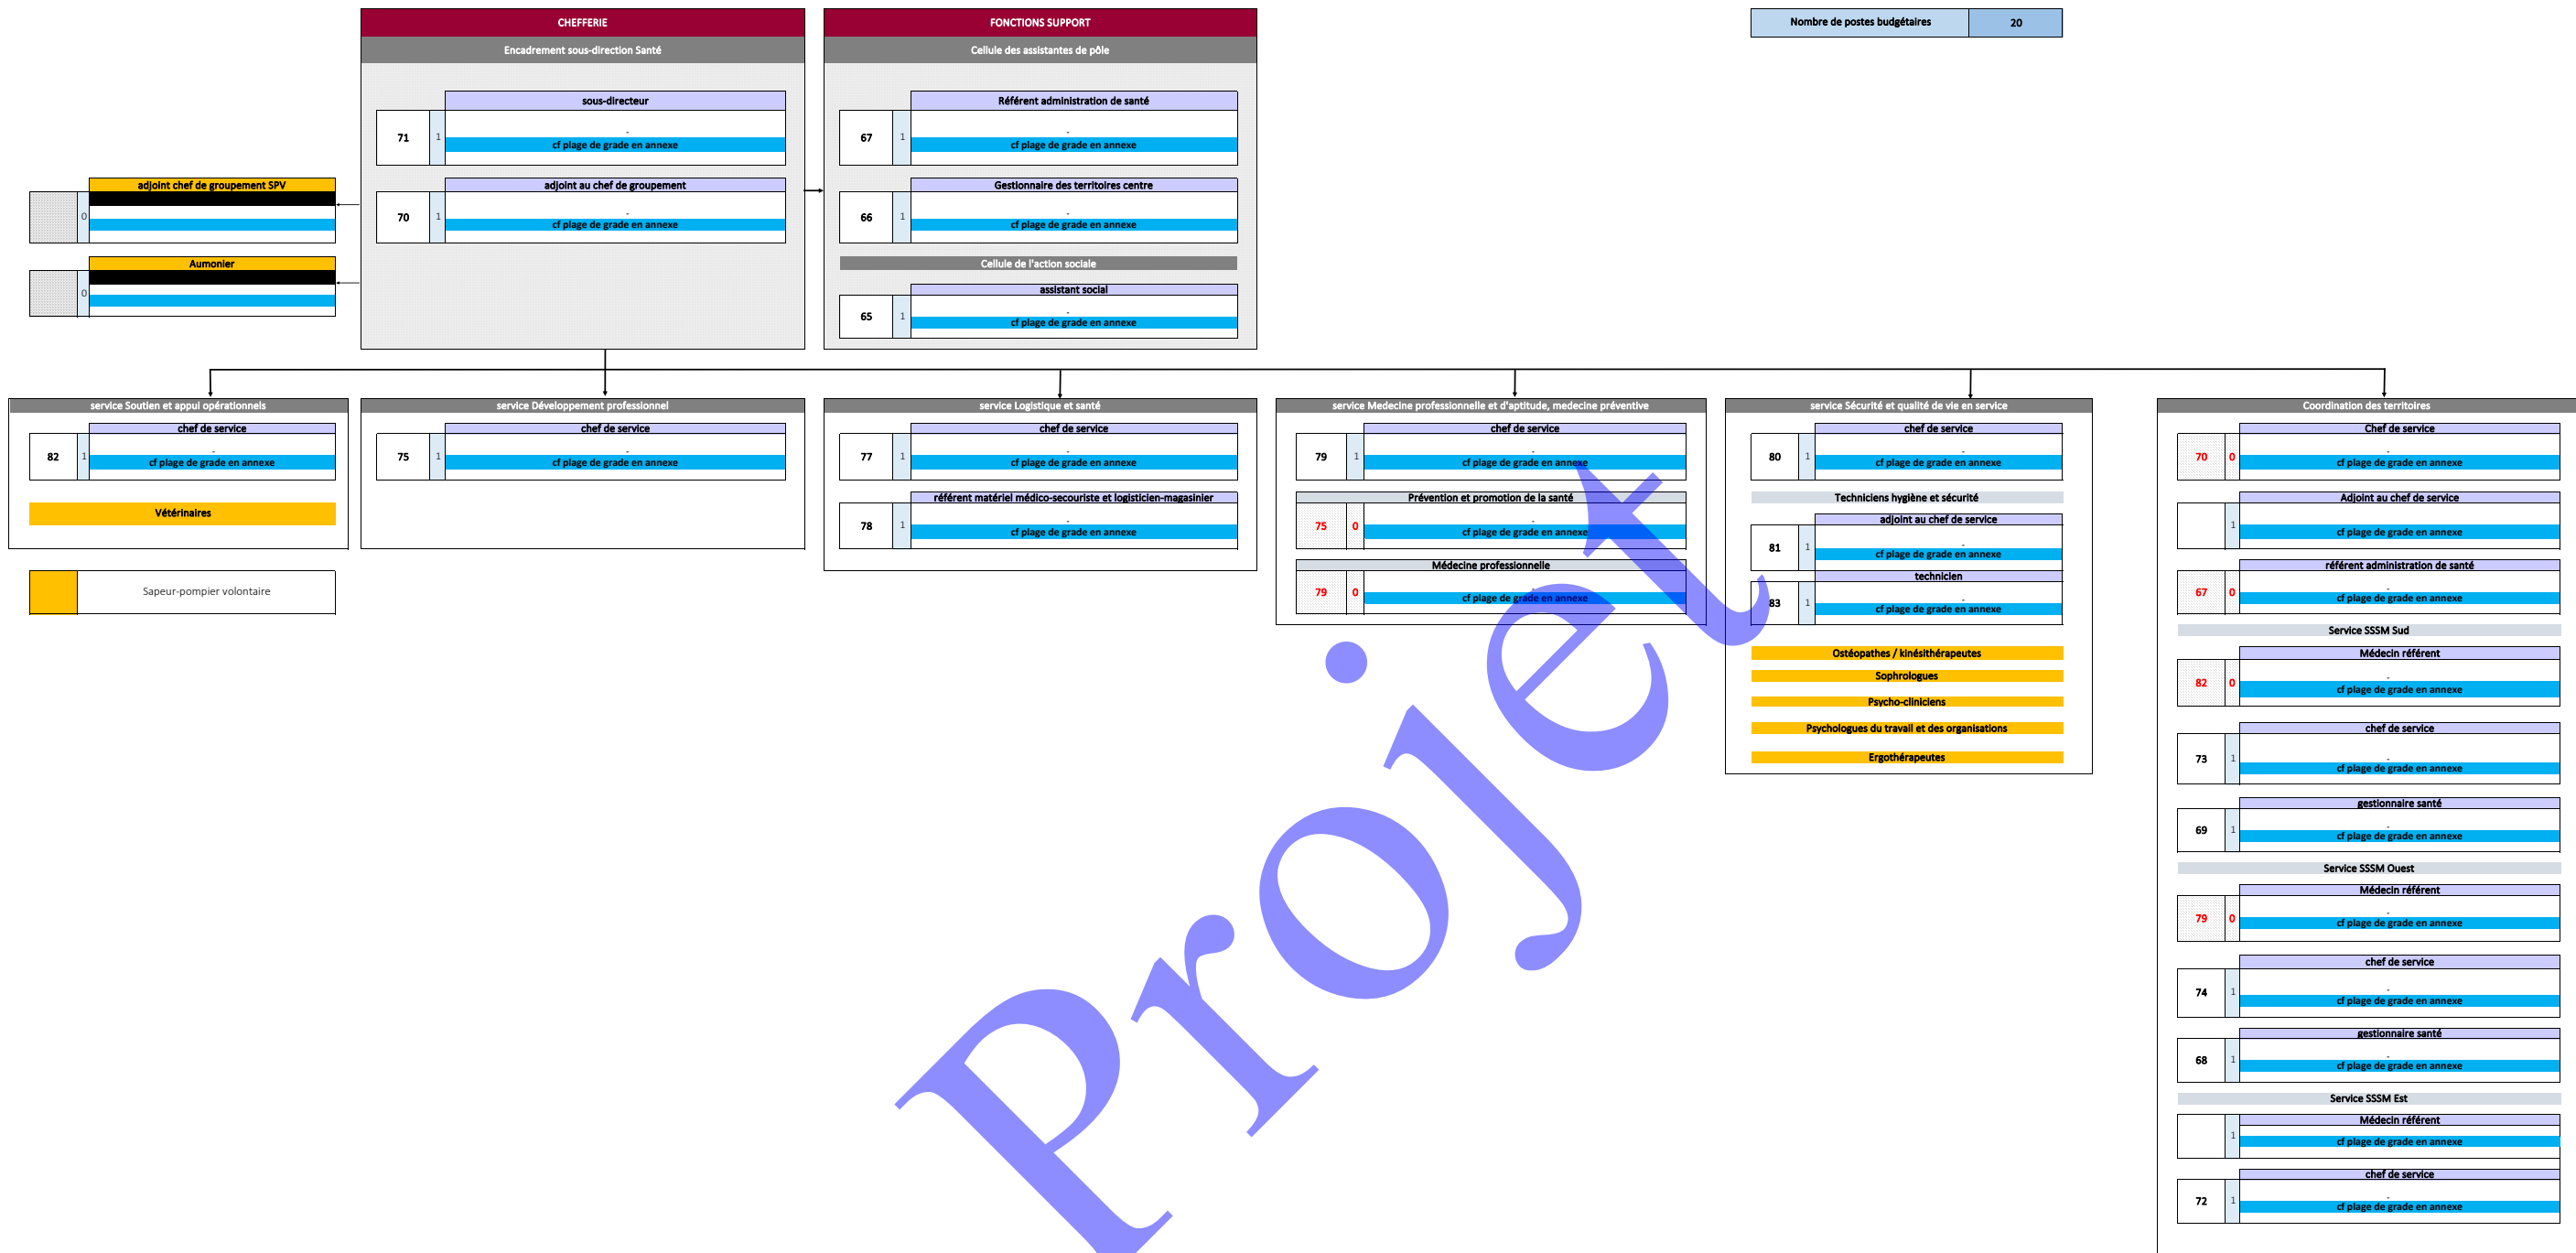 CHEFFERIE
Encadrement sous-direction Santé
sous-directeur
71 1 -
cf plage de grade en annexe
adjoint au chef de groupement
70 1 -
cf plage de grade en annexe
FONCTIONS SUPPORT
Cellule des assistantes de pôle
Référent administration de santé
67 1 -
cf plage de grade en annexe
Gestionnaire des territoires centre
66 1 -
cf plage de grade en annexe
Cellule de l'action sociale
assistant social
65 1 -
cf plage de grade en annexe
Nombre de postes budgétaires 20
adjoint chef de groupement SPV
0
Aumonier
0
service Soutien et appui opérationnels
chef de service
82 1 -
cf plage de grade en annexe
Vétérinaires
Sapeur-pompier volontaire
service Développement professionnel
chef de service
75 1 -
cf plage de grade en annexe
service Logistique et santé
chef de service
77 1 -
cf plage de grade en annexe
référent matériel médico-secouriste et logisticien-magasinier
78 1 -
cf plage de grade en annexe
service Medecine professionnelle et d'aptitude, medecine préventive
chef de service
79 1 -
cf plage de grade en annexe
Prévention et promotion de la santé
75 0 -
cf plage de grade en annexe
Médecine professionnelle
79 0 -
cf plage de grade en annexe
service Sécurité et qualité de vie en service
chef de service
80 1 -
cf plage de grade en annexe
Techniciens hygiène et sécurité
adjoint au chef de service
81 1 -
cf plage de grade en annexe
technicien
83 1 -
cf plage de grade en annexe
Ostéopathes / kinésithérapeutes
Sophrologues
Psycho-cliniciens
Psychologues du travail et des organisations
Ergothérapeutes
Coordination des territoires
Chef de service
70 0 -
cf plage de grade en annexe
Adjoint au chef de service
1
cf plage de grade en annexe
référent administration de santé
67 0 -
cf plage de grade en annexe
Service SSSM Sud
Médecin référent
82 0 -
cf plage de grade en annexe
chef de service
73 1 -
cf plage de grade en annexe
gestionnaire santé
69 1 -
cf plage de grade en annexe
Service SSSM Ouest
Médecin référent
79 0 -
cf plage de grade en annexe
chef de service
74 1 -
cf plage de grade en annexe
gestionnaire santé
68 1 -
cf plage de grade en annexe
Service SSSM Est
Médecin référent
1
cf plage de grade en annexe
chef de service
72 1 -
cf plage de grade en annexe
Projet